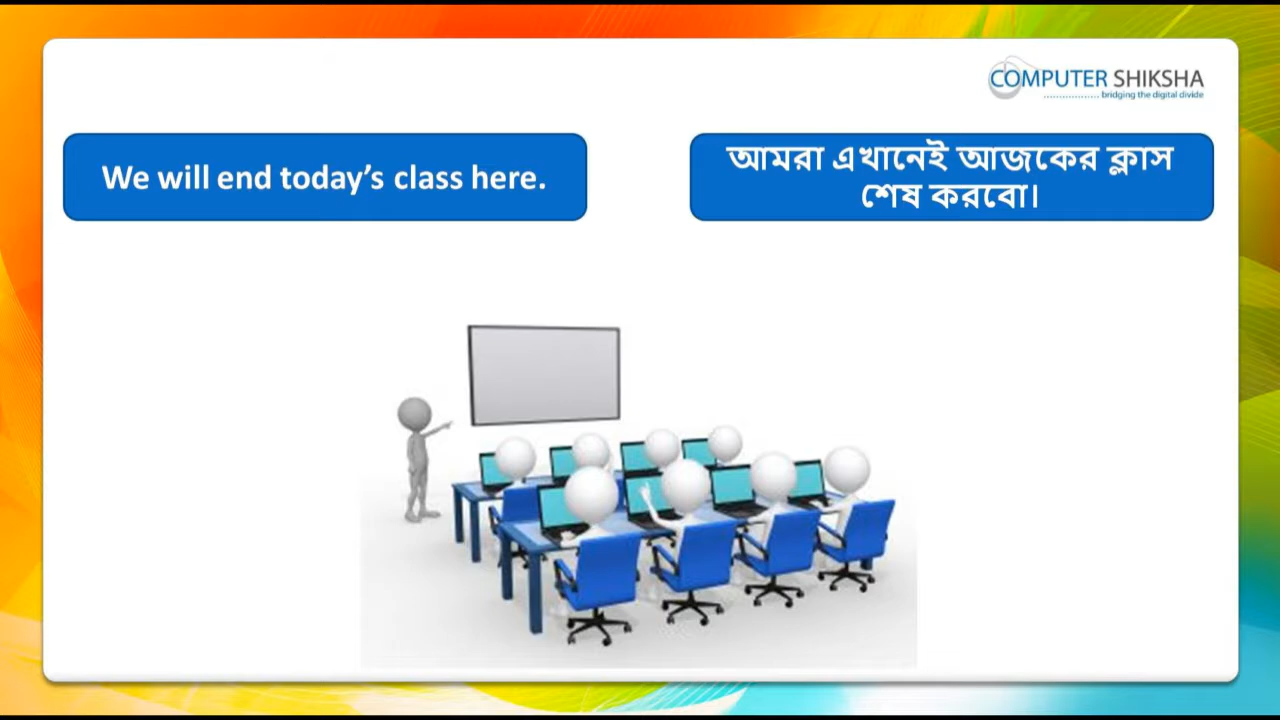 COMPUTER SHIKSHA
bridging the digital divide
We will end today's class here.
আমরা এখানেই আজকের ক্লাস
শেষ করবো।